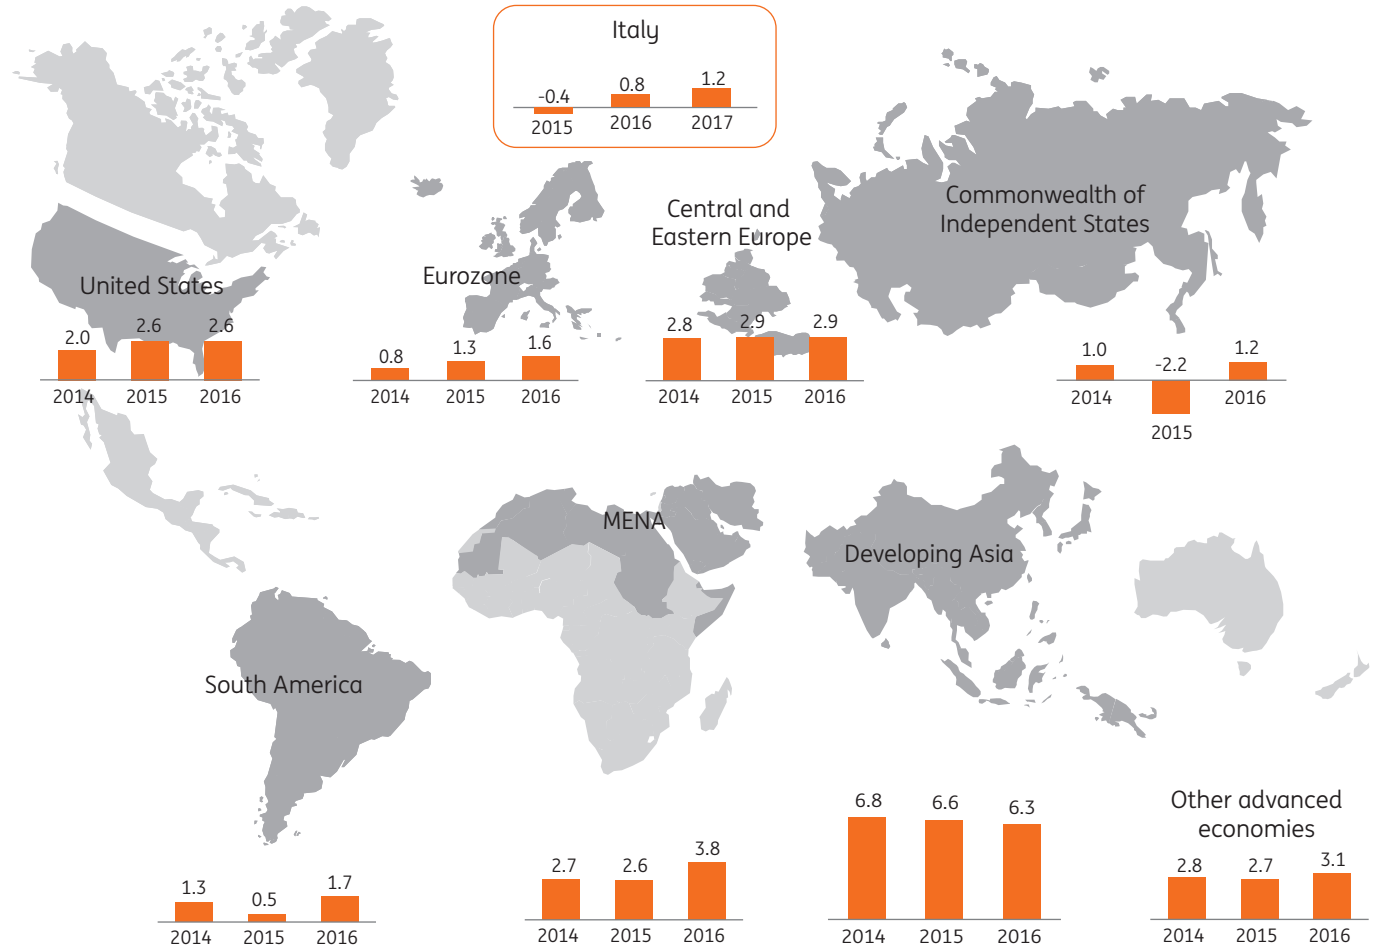 Italy
-0.4 0.8 1.2
2015 2016 2017
United States
2.0 2.6 2.6
2014 2015 2016
Eurozone
0.8 1.3 1.6
2014 2015 2016
Central and
Eastern Europe
2.8 2.9 2.9
2014 2015 2016
Commonwealth of
Independent States
1.0 -2.2 1.2
2014 2015 2016
South America
1.3 0.5 1.7
2014 2015 2016
MENA
2.7 2.6 3.8
2014 2015 2016
Developing Asia
6.8 6.6 6.3
2014 2015 2016
Other advanced
economies
2.8 2.7 3.1
2014 2015 2016